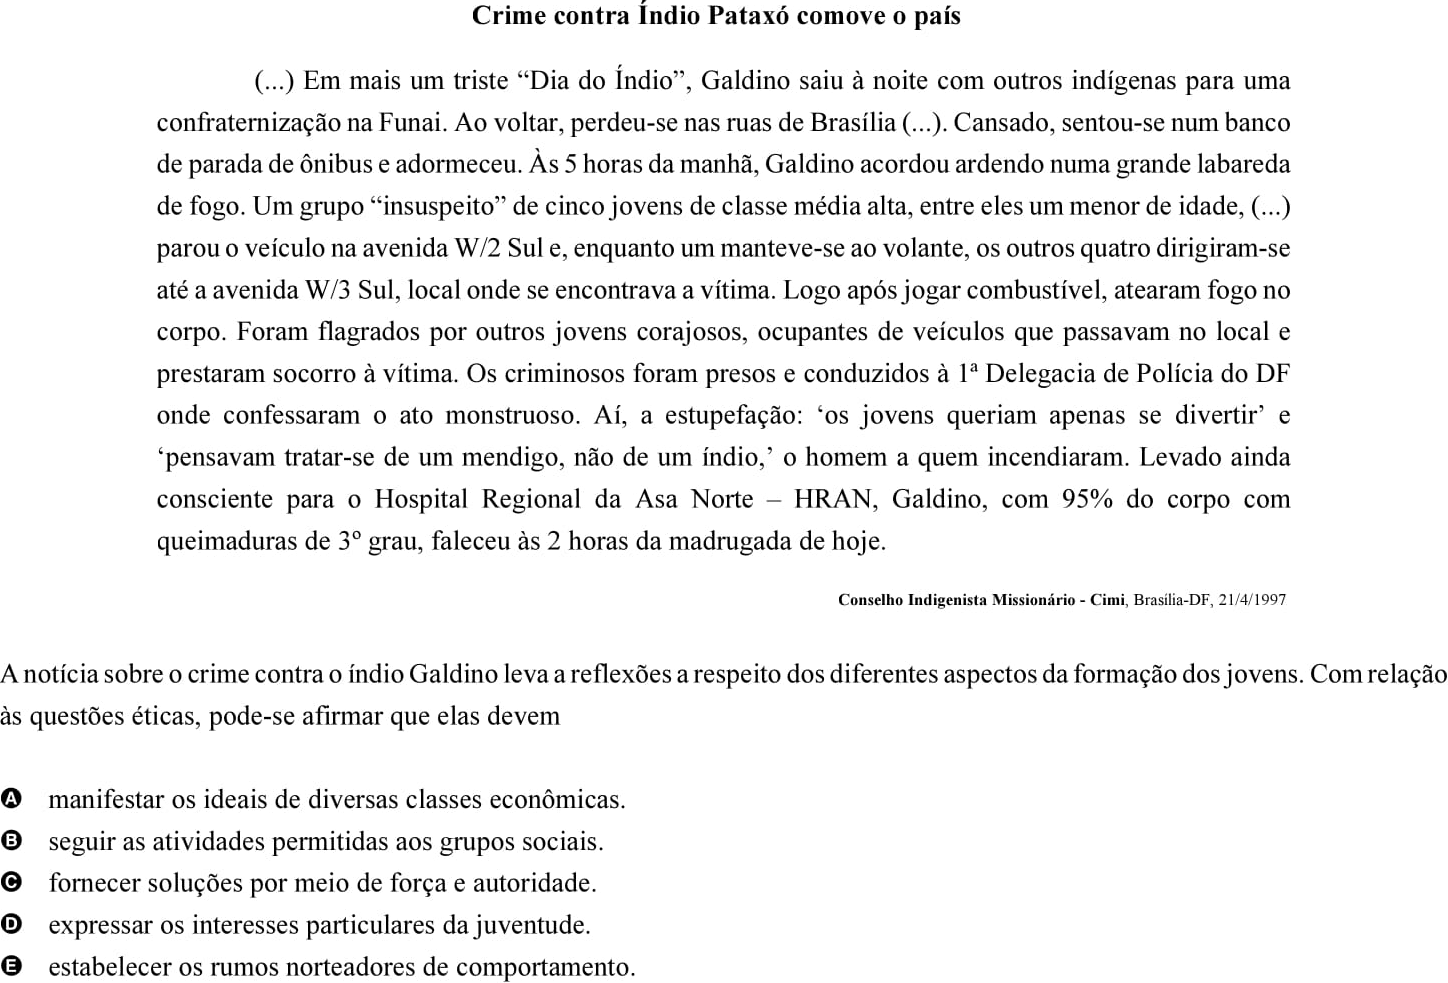 Crime contra Índio Pataxó comove o país
(...) Em mais um triste “Dia do Índio”, Galdino saiu à noite com outros indígenas para uma
confraternização na Funai. Ao voltar, perdeu-se nas ruas de Brasília (...). Cansado, sentou-se num banco
de parada de ônibus e adormeceu. Às 5 horas da manhã, Galdino acordou ardendo numa grande labareda
de fogo. Um grupo “insuspeito” de cinco jovens de classe média alta, entre eles um menor de idade, (...)
parou o veículo na avenida W/2 Sul e, enquanto um manteve-se ao volante, os outros quatro dirigiram-se
até a avenida W/3 Sul, local onde se encontrava a vítima. Logo após jogar combustível, atearam fogo no
corpo. Foram flagrados por outros jovens corajosos, ocupantes de veículos que passavam no local e
prestaram socorro à vítima. Os criminosos foram presos e conduzidos à 1ª Delegacia de Polícia do DF
onde confessaram o ato monstruoso. Aí, a estupefação: ‘os jovens queriam apenas se divertir’ e
‘pensavam tratar-se de um mendigo, não de um índio,’ o homem a quem incendiaram. Levado ainda
consciente para o Hospital Regional da Asa Norte – HRAN, Galdino, com 95% do corpo com
queimaduras de 3º grau, faleceu às 2 horas da madrugada de hoje.
Conselho Indigenista Missionário - Cimi, Brasília-DF, 21/4/1997
A notícia sobre o crime contra o índio Galdino leva a reflexões a respeito dos diferentes aspectos da formação dos jovens. Com relação
às questões éticas, pode-se afirmar que elas devem
A manifestar os ideais de diversas classes econômicas.
B seguir as atividades permitidas aos grupos sociais.
C fornecer soluções por meio de força e autoridade.
D expressar os interesses particulares da juventude.
E estabelecer os rumos norteadores de comportamento.